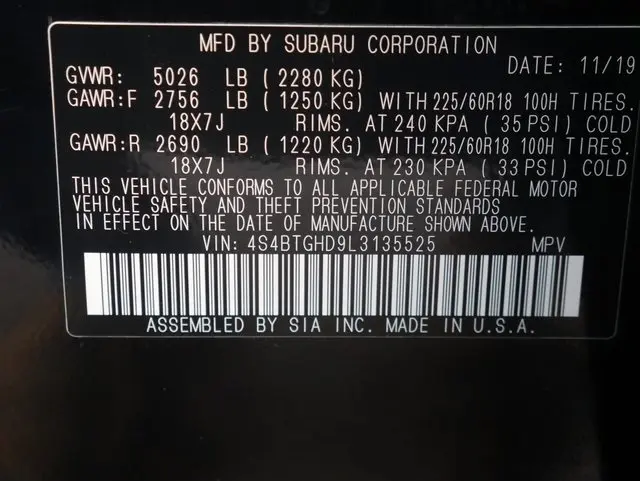 MFD BY SUBARU CORPORATION
DATE: 11/19
GVWR: 5026 LB ( 2280 KG)
GAWR:F 2756 LB ( 1250 KG) WITH 225/60R18 100H TIRES.
18X7J RIMS. AT 240 KPA ( 35 PSI) COLD
GAWR:R 2690 LB ( 1220 KG) WITH 225/60R18 100H TIRES.
18X7J RIMS. AT 230 KPA ( 33 PSI) COLD
THIS VEHICLE CONFORMS TO ALL APPLICABLE FEDERAL MOTOR
VEHICLE SAFETY AND THEFT PREVENTION STANDARDS
IN EFFECT ON THE DATE OF MANUFACTURE SHOWN ABOVE.
VIN: 4S4BTGHD9L3135525 MPV
ASSEMBLED BY SIA INC. MADE IN U.S.A.